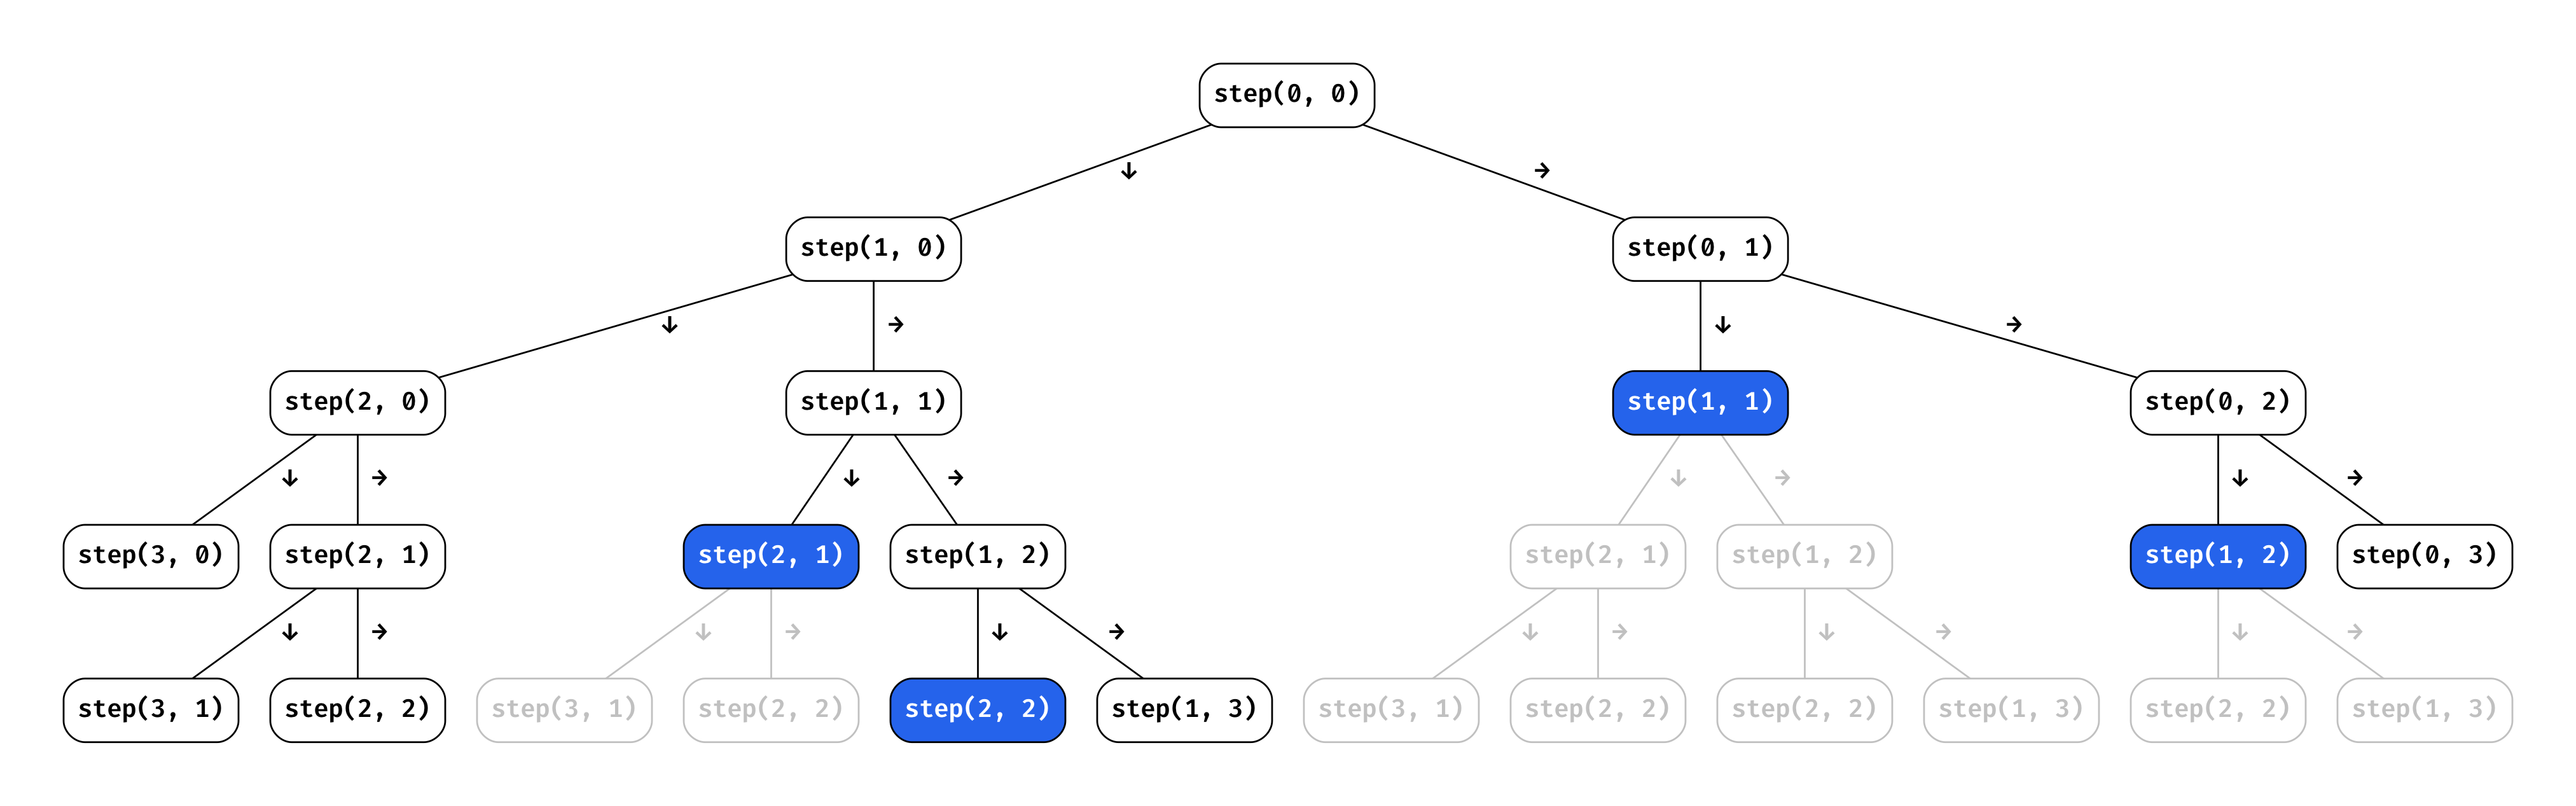 step(0, 0)
↓ →
step(1, 0) step(0, 1)
↓ → ↓ →
step(2, 0) step(1, 1) step(1, 1) step(0, 2)
↓ → ↓ → ↓ → ↓ →
step(3, 0) step(2, 1) step(2, 1) step(1, 2) step(2, 1) step(1, 2) step(1, 2) step(0, 3)
↓ → ↓ → ↓ → ↓ → ↓ → ↓ →
step(3, 1) step(2, 2) step(3, 1) step(2, 2) step(2, 2) step(1, 3) step(3, 1) step(2, 2) step(2, 2) step(1, 3) step(2, 2) step(1, 3)